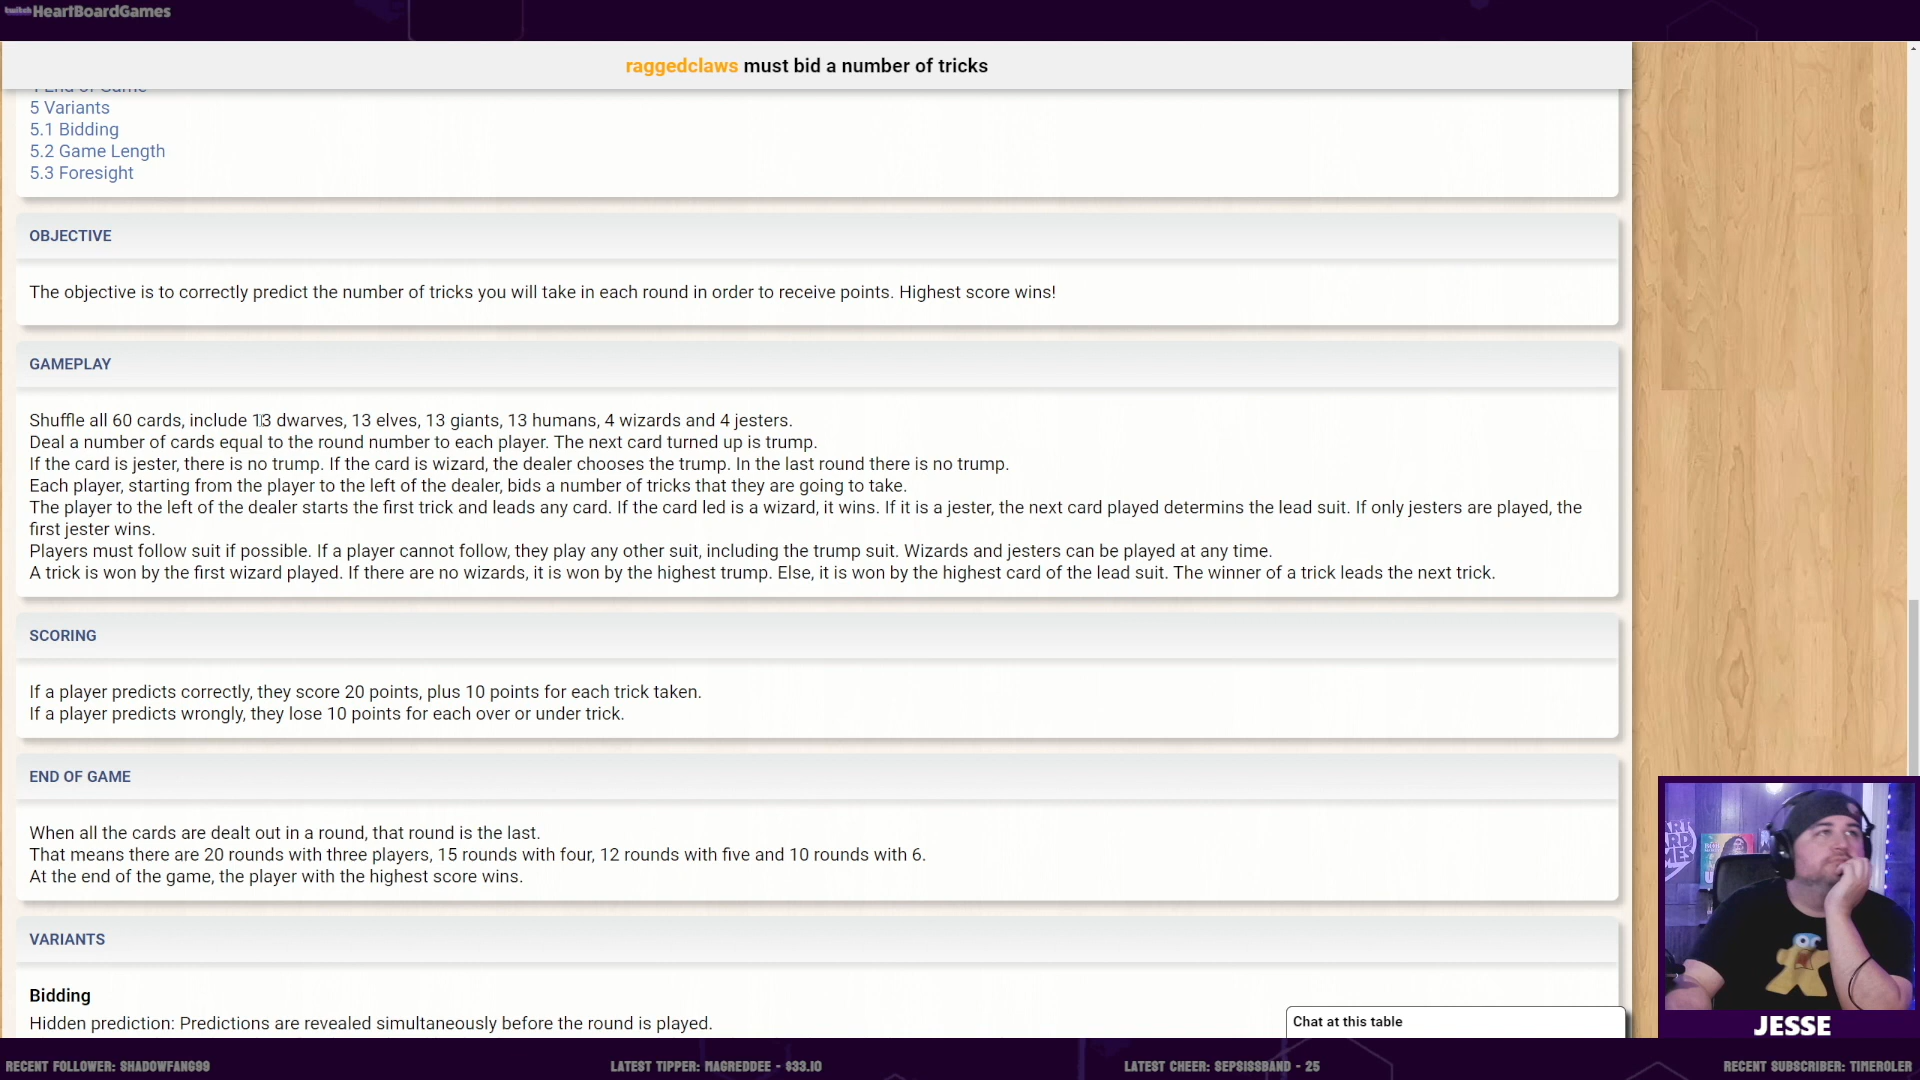 twitch HeartBoardGames
raggedclaws must bid a number of tricks
5 Variants
5.1 Bidding
5.2 Game Length
5.3 Foresight
OBJECTIVE
The objective is to correctly predict the number of tricks you will take in each round in order to receive points. Highest score wins!
GAMEPLAY
Shuffle all 60 cards, include 13 dwarves, 13 elves, 13 giants, 13 humans, 4 wizards and 4 jesters.
Deal a number of cards equal to the round number to each player. The next card turned up is trump.
If the card is jester, there is no trump. If the card is wizard, the dealer chooses the trump. In the last round there is no trump.
Each player, starting from the player to the left of the dealer, bids a number of tricks that they are going to take.
The player to the left of the dealer starts the first trick and leads any card. If the card led is a wizard, it wins. If it is a jester, the next card played determins the lead suit. If only jesters are played, the
first jester wins.
Players must follow suit if possible. If a player cannot follow, they play any other suit, including the trump suit. Wizards and jesters can be played at any time.
A trick is won by the first wizard played. If there are no wizards, it is won by the highest trump. Else, it is won by the highest card of the lead suit. The winner of a trick leads the next trick.
SCORING
If a player predicts correctly, they score 20 points, plus 10 points for each trick taken.
If a player predicts wrongly, they lose 10 points for each over or under trick.
END OF GAME
When all the cards are dealt out in a round, that round is the last.
That means there are 20 rounds with three players, 15 rounds with four, 12 rounds with five and 10 rounds with 6.
At the end of the game, the player with the highest score wins.
VARIANTS
Bidding
Hidden prediction: Predictions are revealed simultaneously before the round is played.
Chat at this table
JESSE
RECENT FOLLOWER: SHADOWFANG99
LATEST TIPPER: MAGREDDEE - $33.10
LATEST CHEER: SEPSISSBAND - 25
RECENT SUBSCRIBER: TIMEROLER